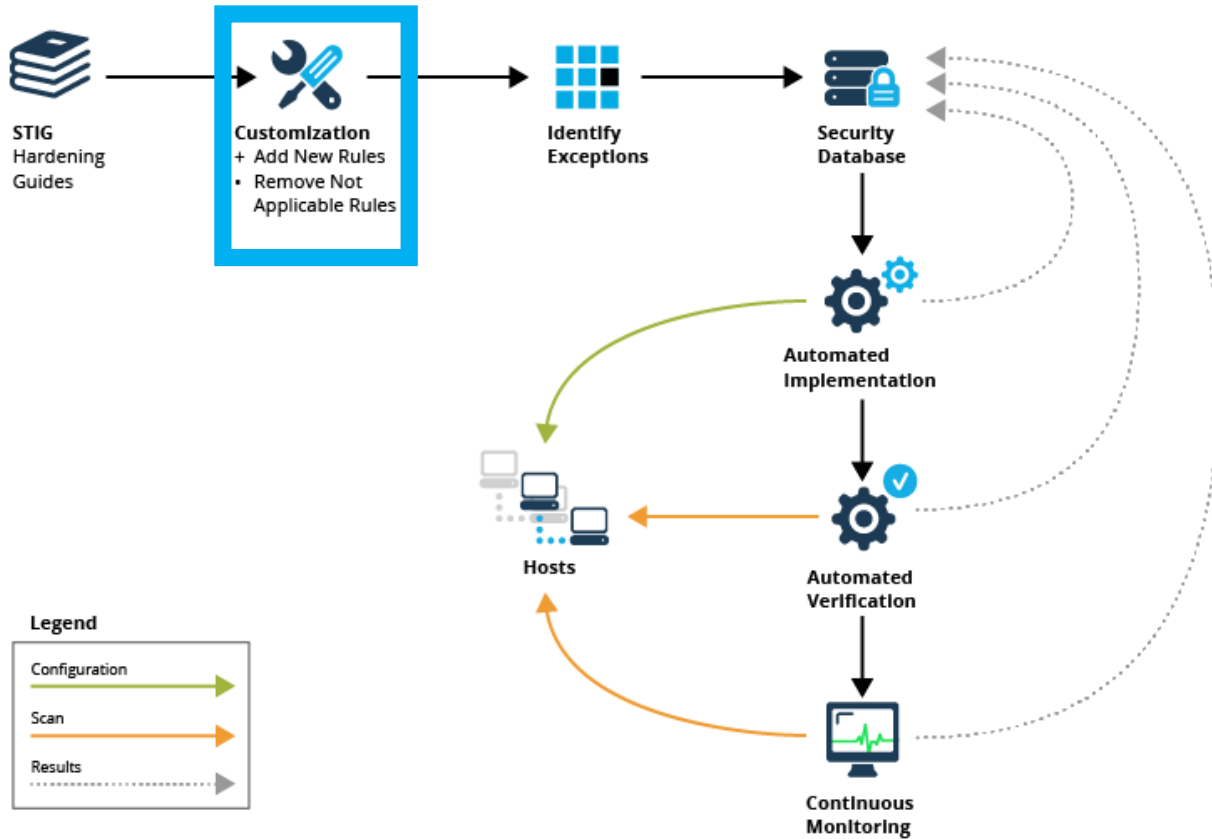 STIG
Hardening
Guides
Customization
+ Add New Rules
• Remove Not
Applicable Rules
Identify
Exceptions
Security
Database
Automated
Implementation
Automated
Verification
Hosts
Continuous
Monitoring
Legend
Configuration
Scan
Results